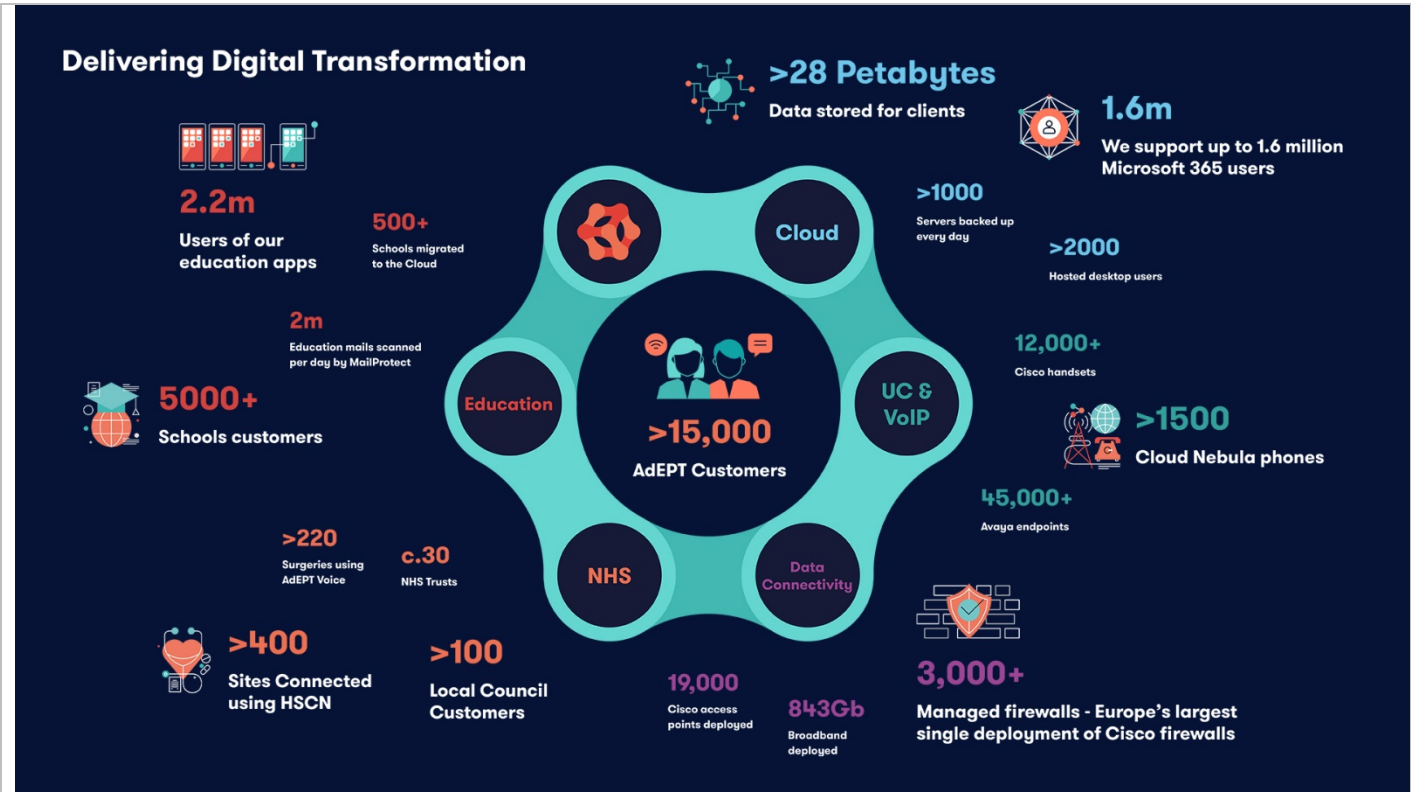 Delivering Digital Transformation
>28 Petabytes
Data stored for clients
1.6m
We support up to 1.6 million
Microsoft 365 users
2.2m
Users of our
education apps
500+
Schools migrated
to the Cloud
Cloud
>1000
Servers backed up
every day
>2000
Hosted desktop users
2m
Education mails scanned
per day by MailProtect
12,000+
Cisco handsets
5000+
Schools customers
Education
>15,000
AdEPT Customers
UC &
VoIP
>1500
Cloud Nebula phones
45,000+
Avaya endpoints
>220
Surgeries using
AdEPT Voice
c.30
NHS Trusts
NHS
Data
Connectivity
>400
Sites Connected
using HSCN
>100
Local Council
Customers
19,000
Cisco access
points deployed
843Gb
Broadband
deployed
3,000+
Managed firewalls - Europe's largest
single deployment of Cisco firewalls